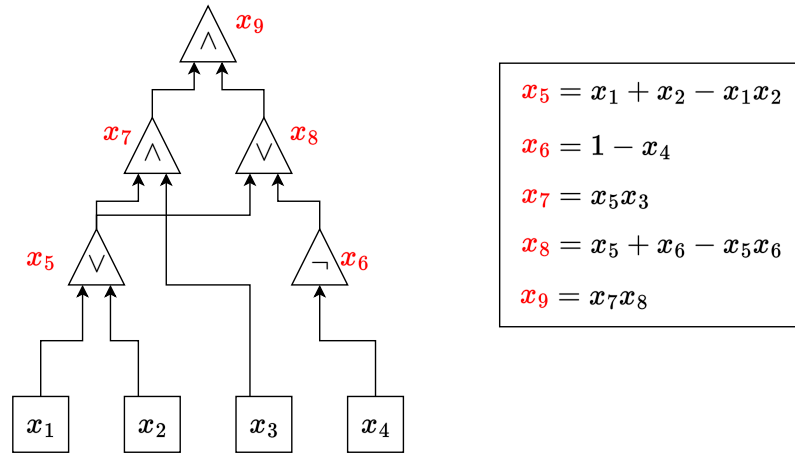 x₉
∧
x₇
∧
∨
x₈
x₅
∨
¬
x₆
x₁
x₂
x₃
x₄
x₅ = x₁ + x₂ − x₁x₂
x₆ = 1 − x₄
x₇ = x₅x₃
x₈ = x₅ + x₆ − x₅x₆
x₉ = x₇x₈